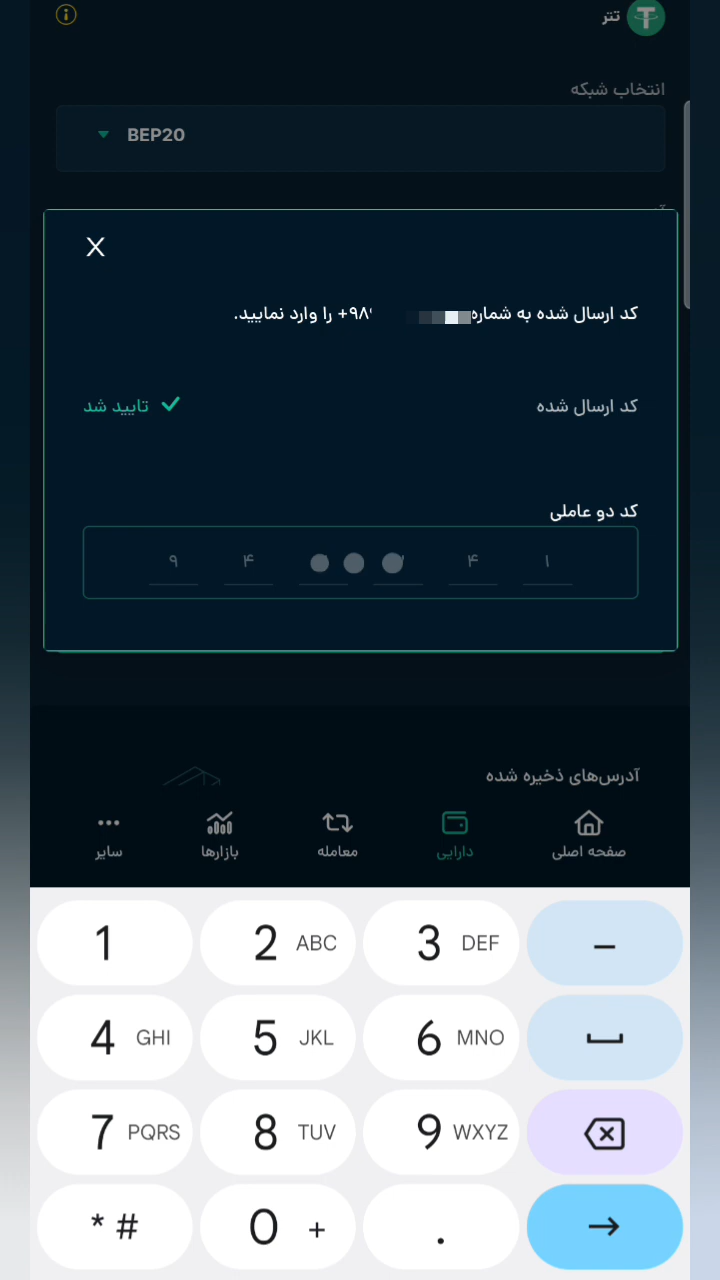 تتر
انتخاب شبکه
BEP20
X
کد ارسال شده به شماره +۹۸۹ را وارد نمایید.
کد ارسال شده
تایید شد
کد دو عاملی
۹ ۴ ۴ ۱
آدرس‌های ذخیره شده
صفحه اصلی دارایی معامله بازارها سایر
1 2 ABC 3 DEF –
4 GHI 5 JKL 6 MNO
7 PQRS 8 TUV 9 WXYZ
* # 0 + .